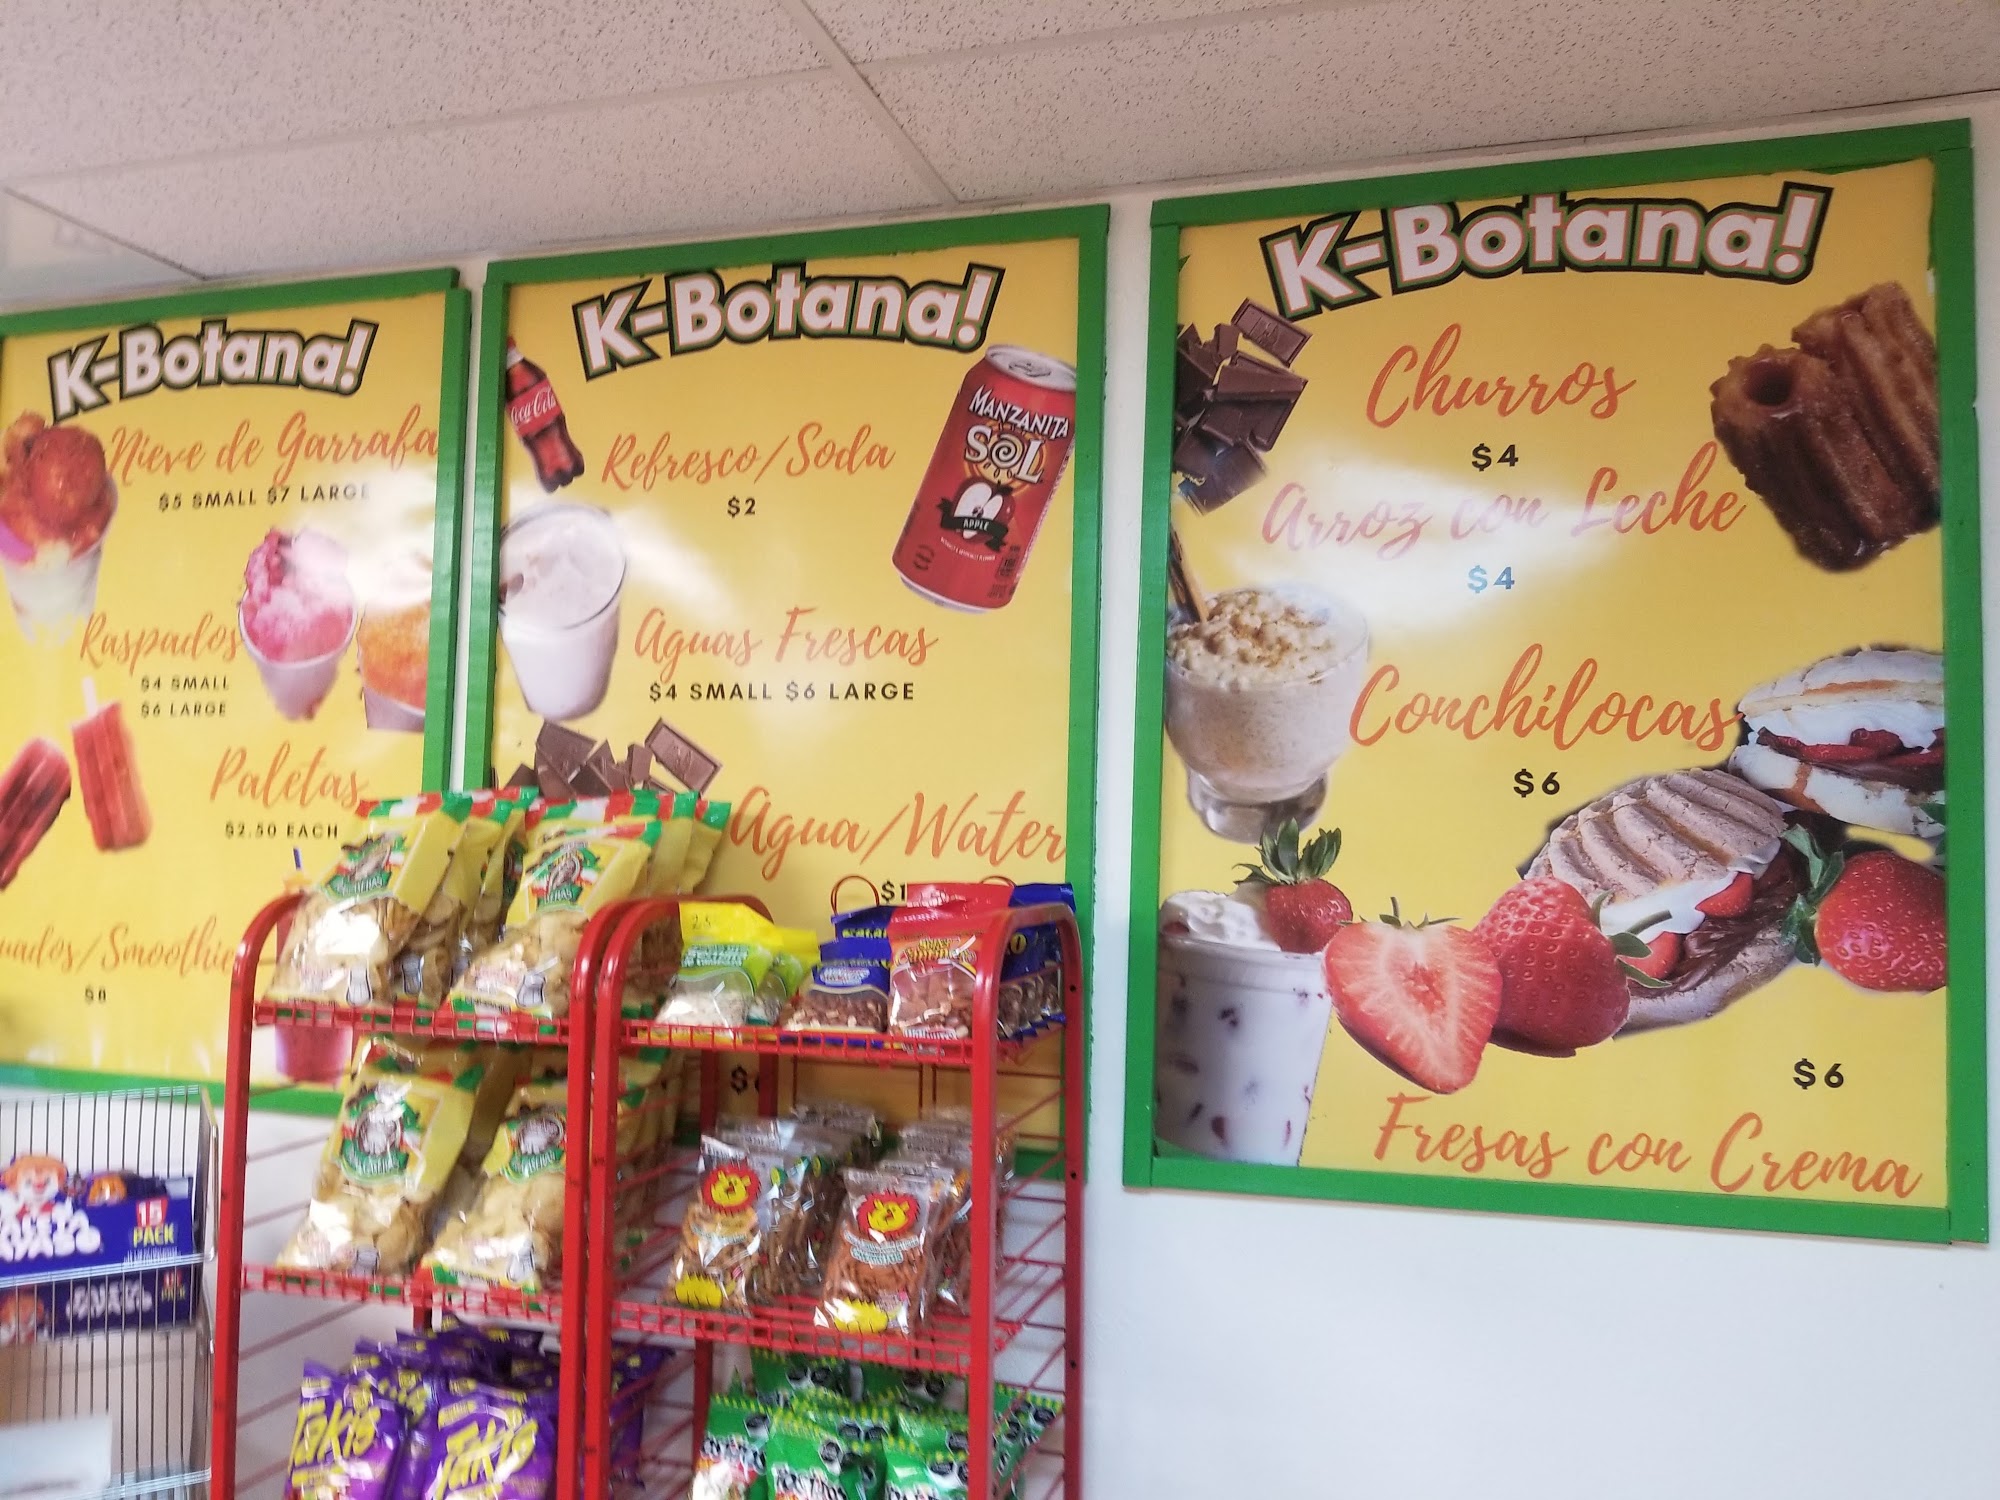 K-Botana!
Nieve de Garrafa
$5 SMALL $7 LARGE
Raspados
$4 SMALL
$6 LARGE
Paletas
$2.50 EACH
/Smoothie
K-Botana!
Coca-Cola
MANZANITA
SOL
APPLE
Refresco/Soda
$2
Aguas Frescas
$4 SMALL $6 LARGE
Agua/Water
$1
K-Botana!
Churros
$4
Arroz con Leche
$4
Conchilocas
$6
$6
Fresas con Crema
15
PACK
Takis
Takis